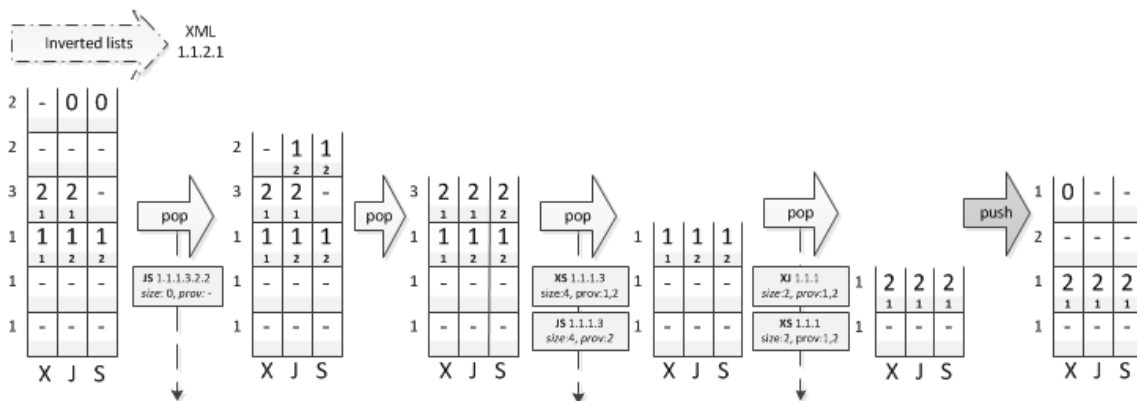 Inverted lists
XML
1.1.2.1
2 - 0 0
- - -
3 2 2 -
1 1
1 1 1 1
1 2 2
1 - - -
1 - - -
X J S
pop
JS 1.1.1.3.2.2
size: 0, prov: -
2 - 1 1
2 2
3 2 2 -
1 1
1 1 1 1
1 2 2
1 - - -
1 - - -
X J S
pop
3 2 2 2
1 1 2
1 1 1 1
1 2 2
1 - - -
1 - - -
X J S
pop
XS 1.1.1.3
size:4, prov:1,2
JS 1.1.1.3
size:4, prov:2
1 1 1 1
1 2 2
1 - - -
1 - - -
X J S
pop
XJ 1.1.1
size:2, prov:1,2
XS 1.1.1
size:2, prov:1,2
1 2 2 2
1 1 1
1 - - -
X J S
push
1 0 - -
2 - - -
1 2 2 2
1 1 1
1 - - -
X J S